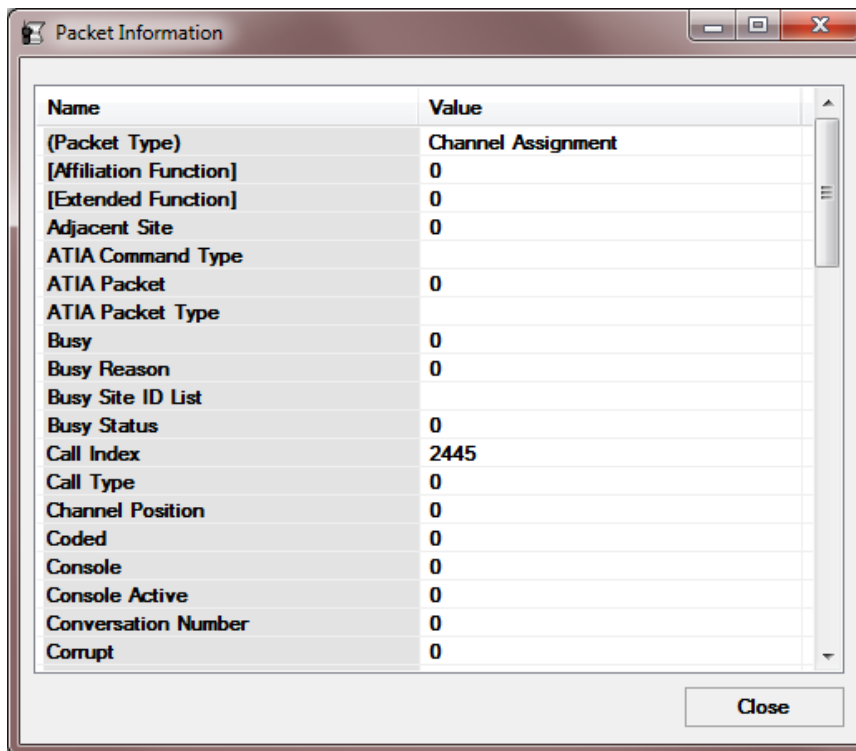 Packet Information
Name Value
(Packet Type) Channel Assignment
[Affiliation Function] 0
[Extended Function] 0
Adjacent Site 0
ATIA Command Type
ATIA Packet 0
ATIA Packet Type
Busy 0
Busy Reason 0
Busy Site ID List
Busy Status 0
Call Index 2445
Call Type 0
Channel Position 0
Coded 0
Console 0
Console Active 0
Conversation Number 0
Corrupt 0
Close